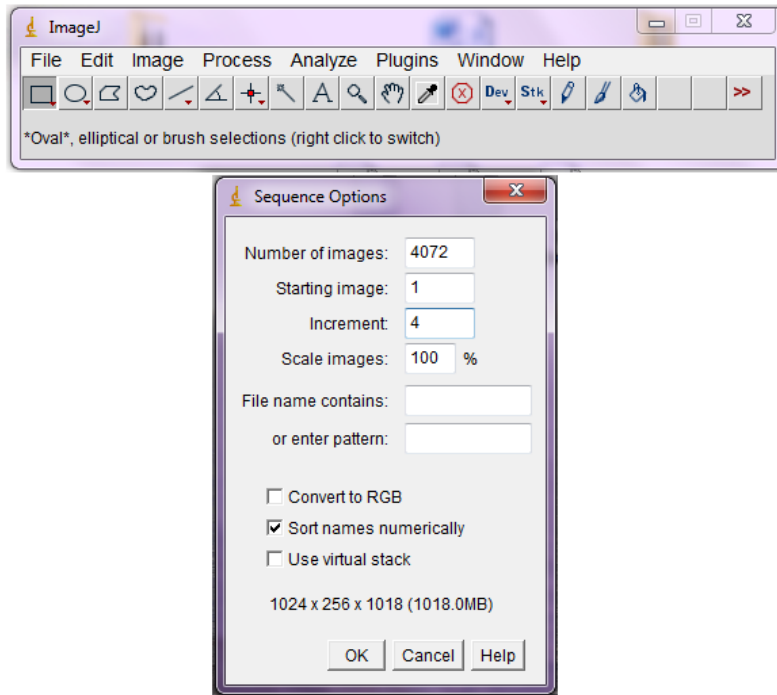 ImageJ
File Edit Image Process Analyze Plugins Window Help
A Dev Stk >>
*Oval*, elliptical or brush selections (right click to switch)
Sequence Options
Number of images: 4072
Starting image: 1
Increment: 4
Scale images: 100 %
File name contains:
or enter pattern:
Convert to RGB
Sort names numerically
Use virtual stack
1024 x 256 x 1018 (1018.0MB)
OK Cancel Help